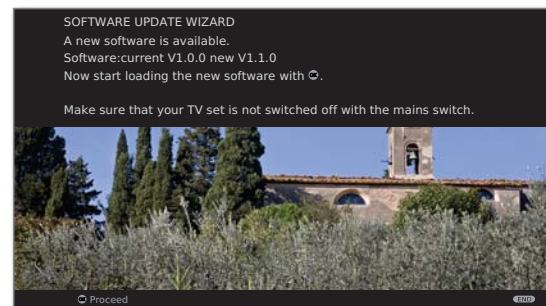 SOFTWARE UPDATE WIZARD
A new software is available.
Software:current V1.0.0 new V1.1.0
Now start loading the new software with OK.
Make sure that your TV set is not switched off with the mains switch.
OK Proceed
END